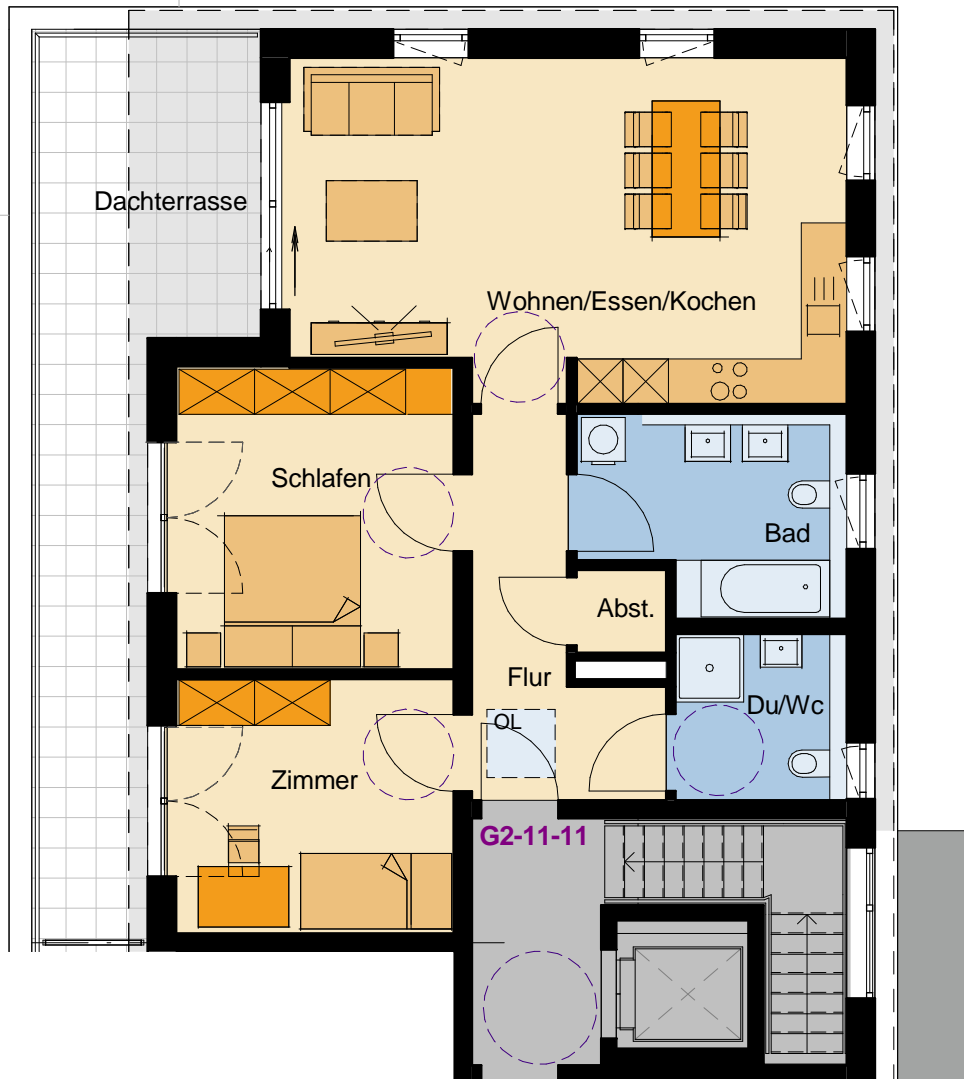 Dachterrasse
Wohnen/Essen/Kochen
Schlafen
Bad
Abst.
Flur
Du/Wc
OL
Zimmer
G2-11-11